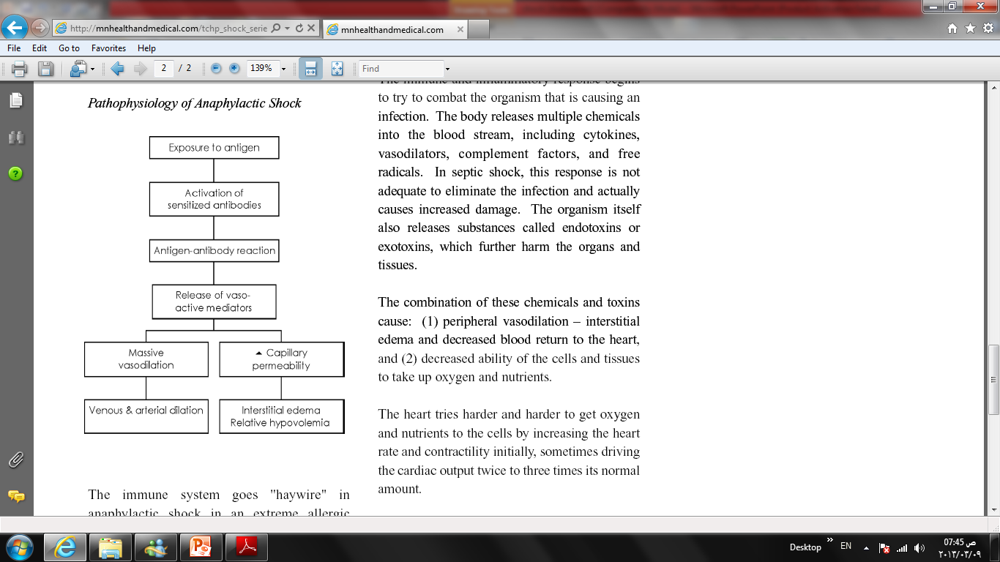 http://mnhealthandmedical.com/tchp_shock_serie
mnhealthandmedical.com
File Edit Go to Favorites Help
2 / 2 139% Find
Pathophysiology of Anaphylactic Shock
Exposure to antigen
Activation of
sensitized antibodies
Antigen-antibody reaction
Release of vaso-
active mediators
Massive
vasodilation
Capillary
permeability
Venous & arterial dilation
Interstitial edema
Relative hypovolemia
The immune system goes "haywire" in
anaphylactic shock in an extreme allergic
The immune and inflammatory response begins
to try to combat the organism that is causing an
infection. The body releases multiple chemicals
into the blood stream, including cytokines,
vasodilators, complement factors, and free
radicals. In septic shock, this response is not
adequate to eliminate the infection and actually
causes increased damage. The organism itself
also releases substances called endotoxins or
exotoxins, which further harm the organs and
tissues.
The combination of these chemicals and toxins
cause: (1) peripheral vasodilation – interstitial
edema and decreased blood return to the heart,
and (2) decreased ability of the cells and tissues
to take up oxygen and nutrients.
The heart tries harder and harder to get oxygen
and nutrients to the cells by increasing the heart
rate and contractility initially, sometimes driving
the cardiac output twice to three times its normal
amount.
Desktop EN
07:45 ص
٢٠١٣/٠٣/٠٩